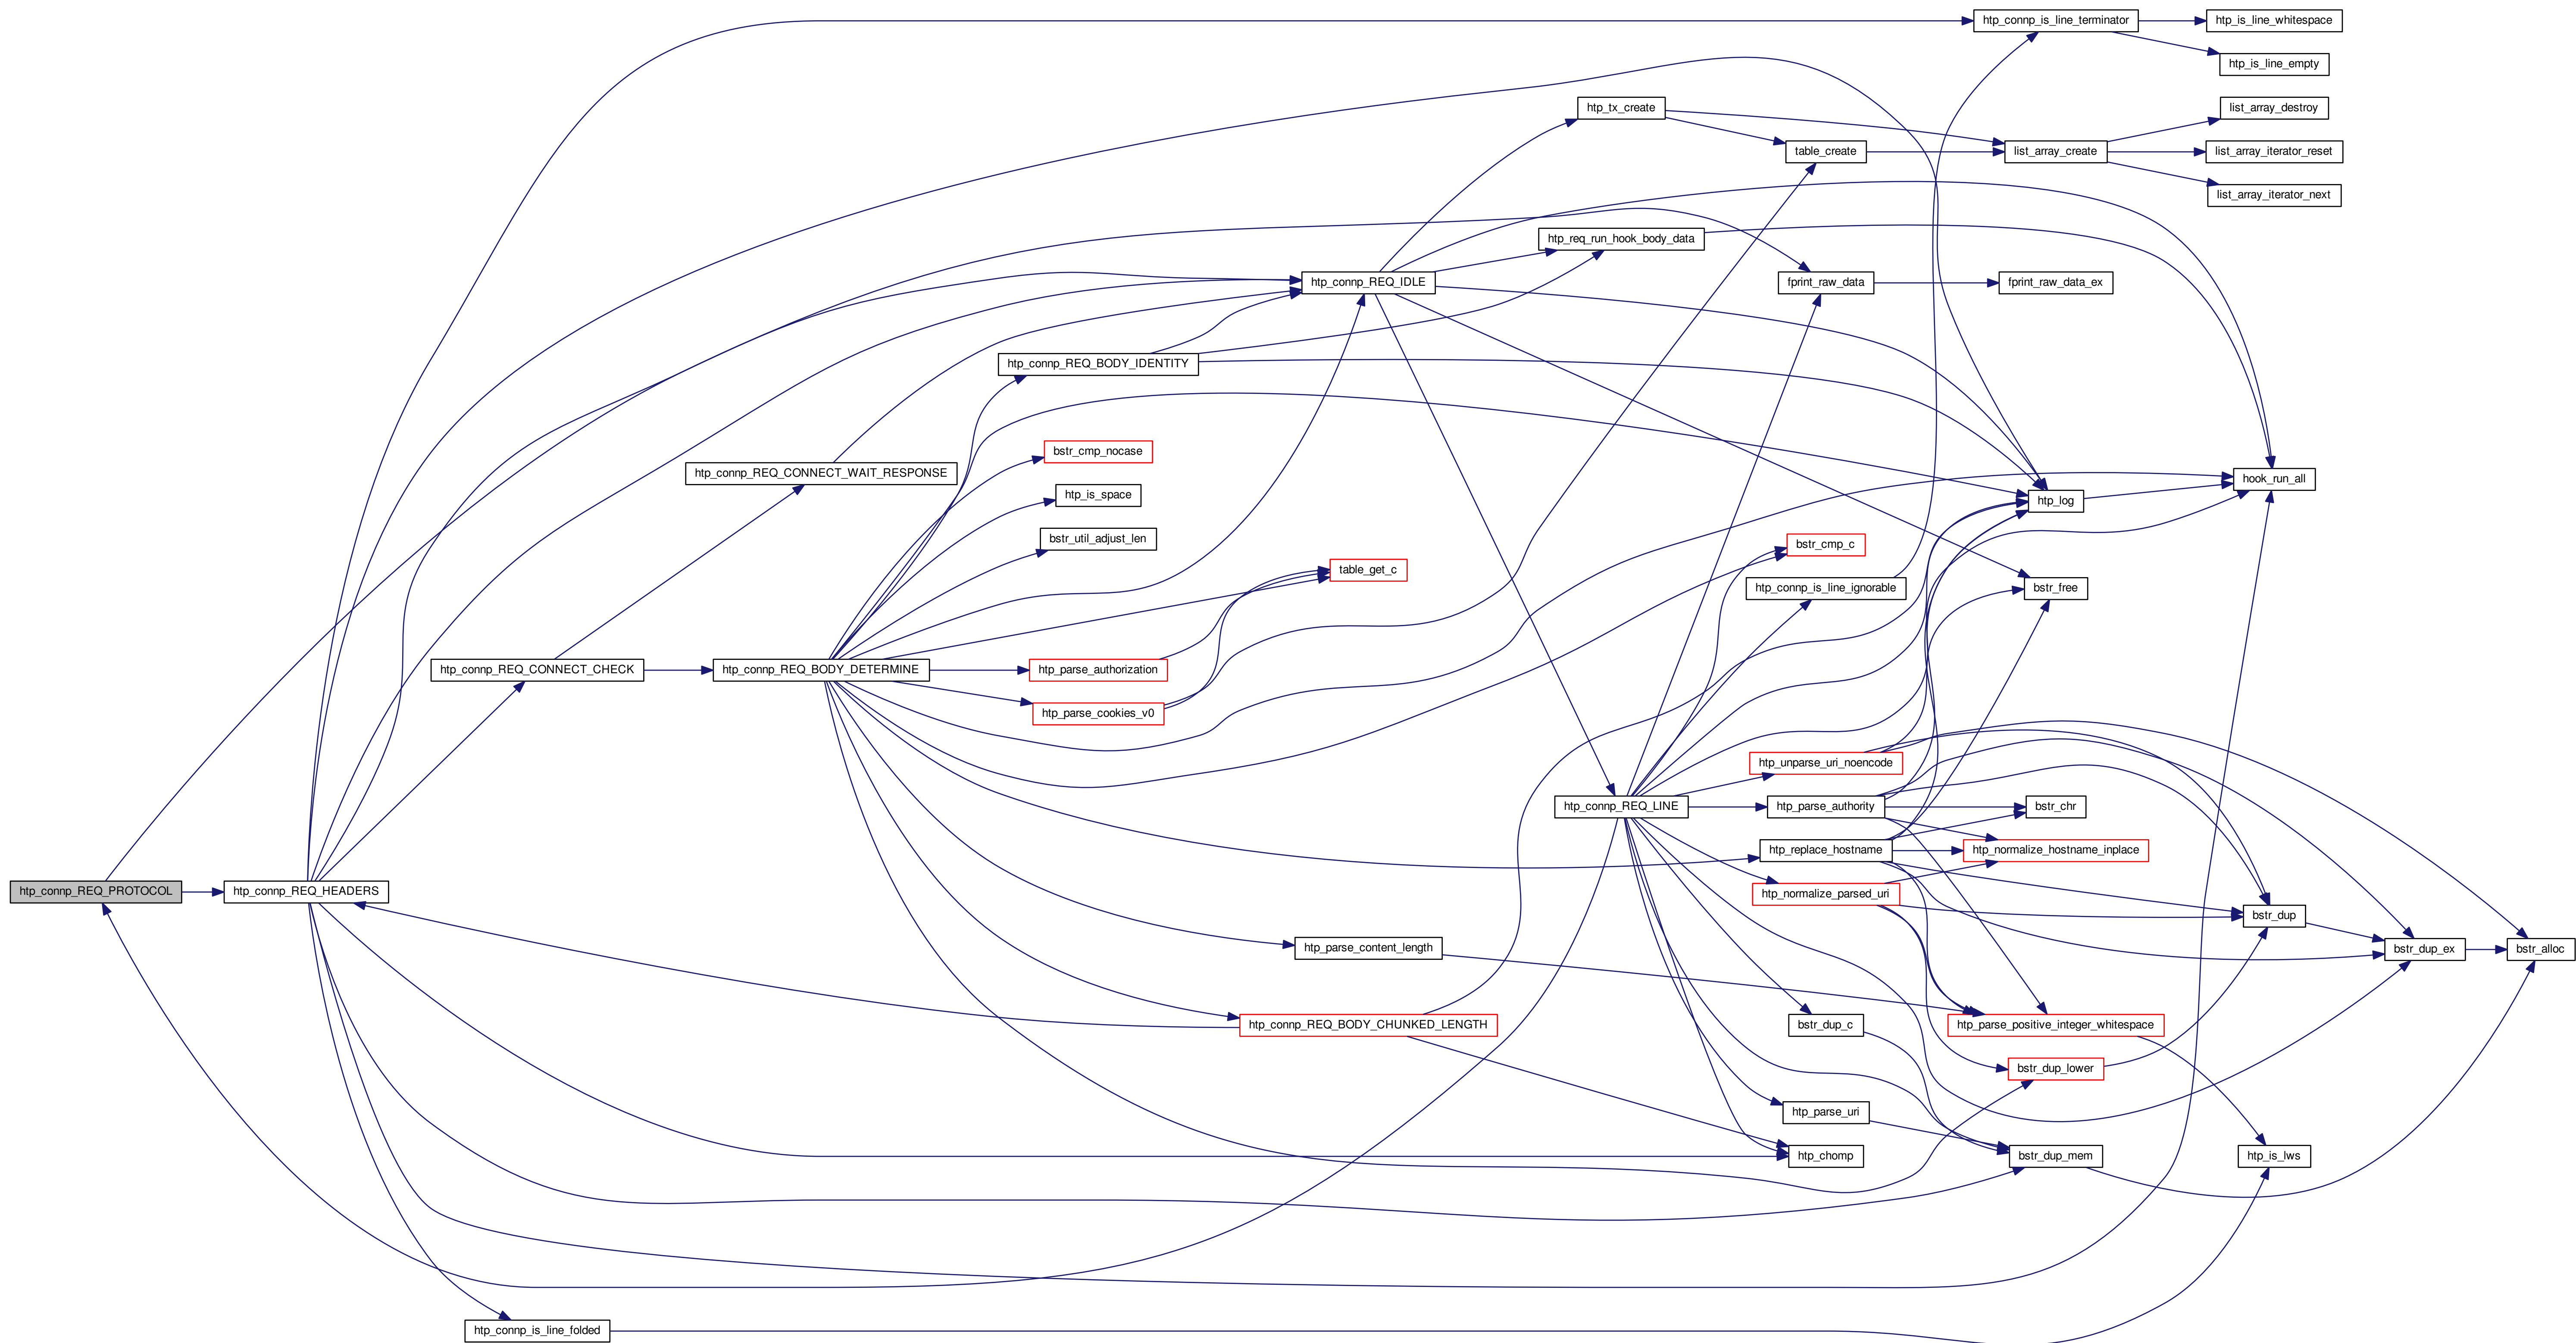 htp_connp_is_line_terminator
htp_is_line_whitespace
htp_is_line_empty
htp_tx_create
list_array_destroy
table_create
list_array_create
list_array_iterator_reset
list_array_iterator_next
htp_req_run_hook_body_data
htp_connp_REQ_IDLE
fprint_raw_data
fprint_raw_data_ex
htp_connp_REQ_BODY_IDENTITY
bstr_cmp_nocase
htp_connp_REQ_CONNECT_WAIT_RESPONSE
hook_run_all
htp_is_space
htp_log
bstr_util_adjust_len
bstr_cmp_c
table_get_c
htp_connp_is_line_ignorable
bstr_free
htp_connp_REQ_CONNECT_CHECK
htp_connp_REQ_BODY_DETERMINE
htp_parse_authorization
htp_parse_cookies_v0
htp_unparse_uri_noencode
htp_connp_REQ_LINE
htp_parse_authority
bstr_chr
htp_replace_hostname
htp_normalize_hostname_inplace
htp_connp_REQ_PROTOCOL
htp_connp_REQ_HEADERS
htp_normalize_parsed_uri
bstr_dup
htp_parse_content_length
bstr_dup_ex
bstr_alloc
htp_connp_REQ_BODY_CHUNKED_LENGTH
bstr_dup_c
htp_parse_positive_integer_whitespace
bstr_dup_lower
htp_parse_uri
htp_chomp
bstr_dup_mem
htp_is_lws
htp_connp_is_line_folded